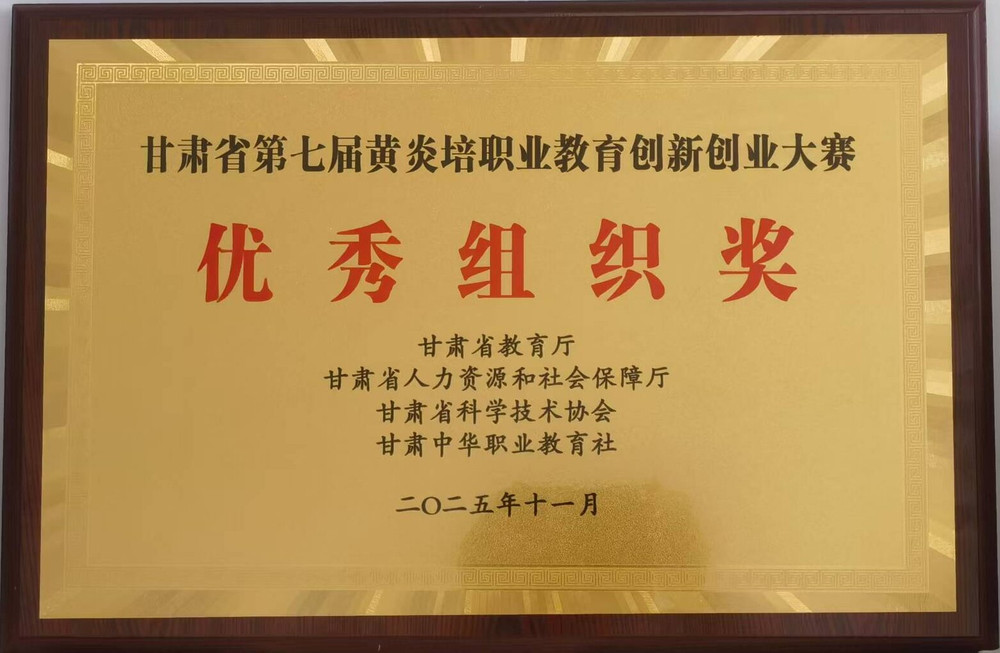 甘肃省第七届黄炎培职业教育创新创业大赛
优秀组织奖
甘肃省教育厅
甘肃省人力资源和社会保障厅
甘肃省科学技术协会
甘肃中华职业教育社
二〇二五年十一月